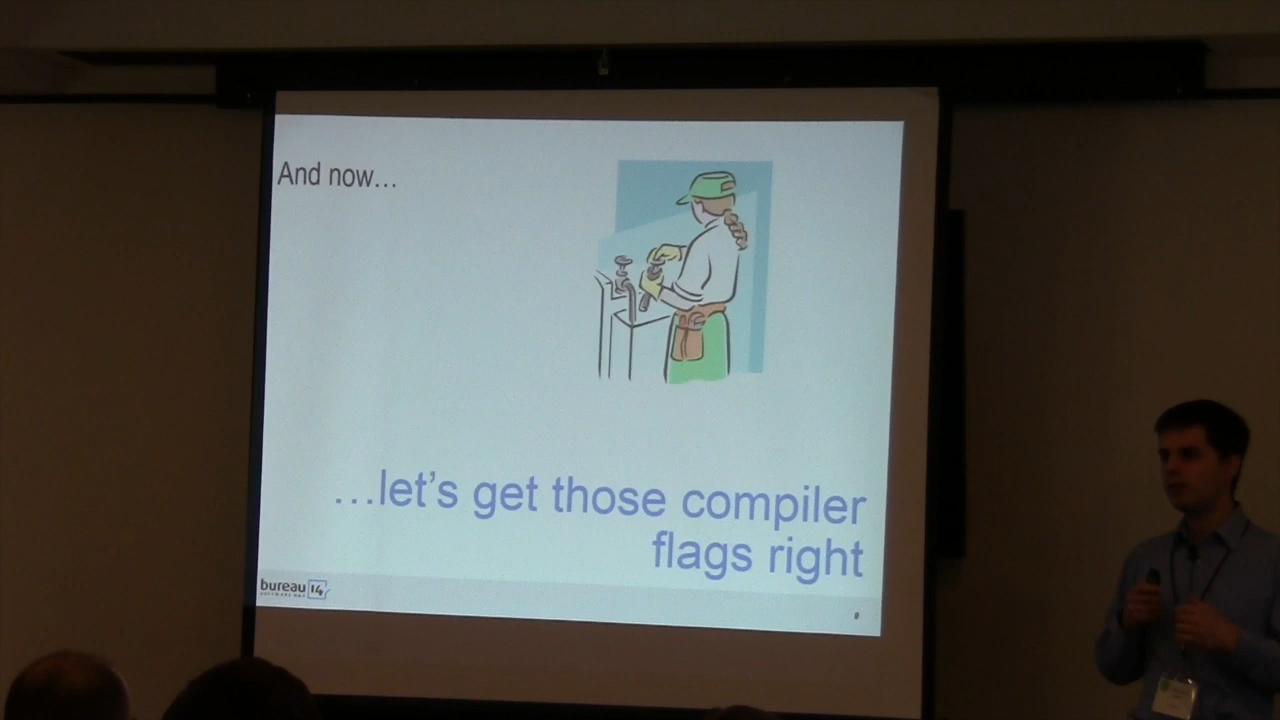 And now…
…let's get those compiler
flags right
bureau 14